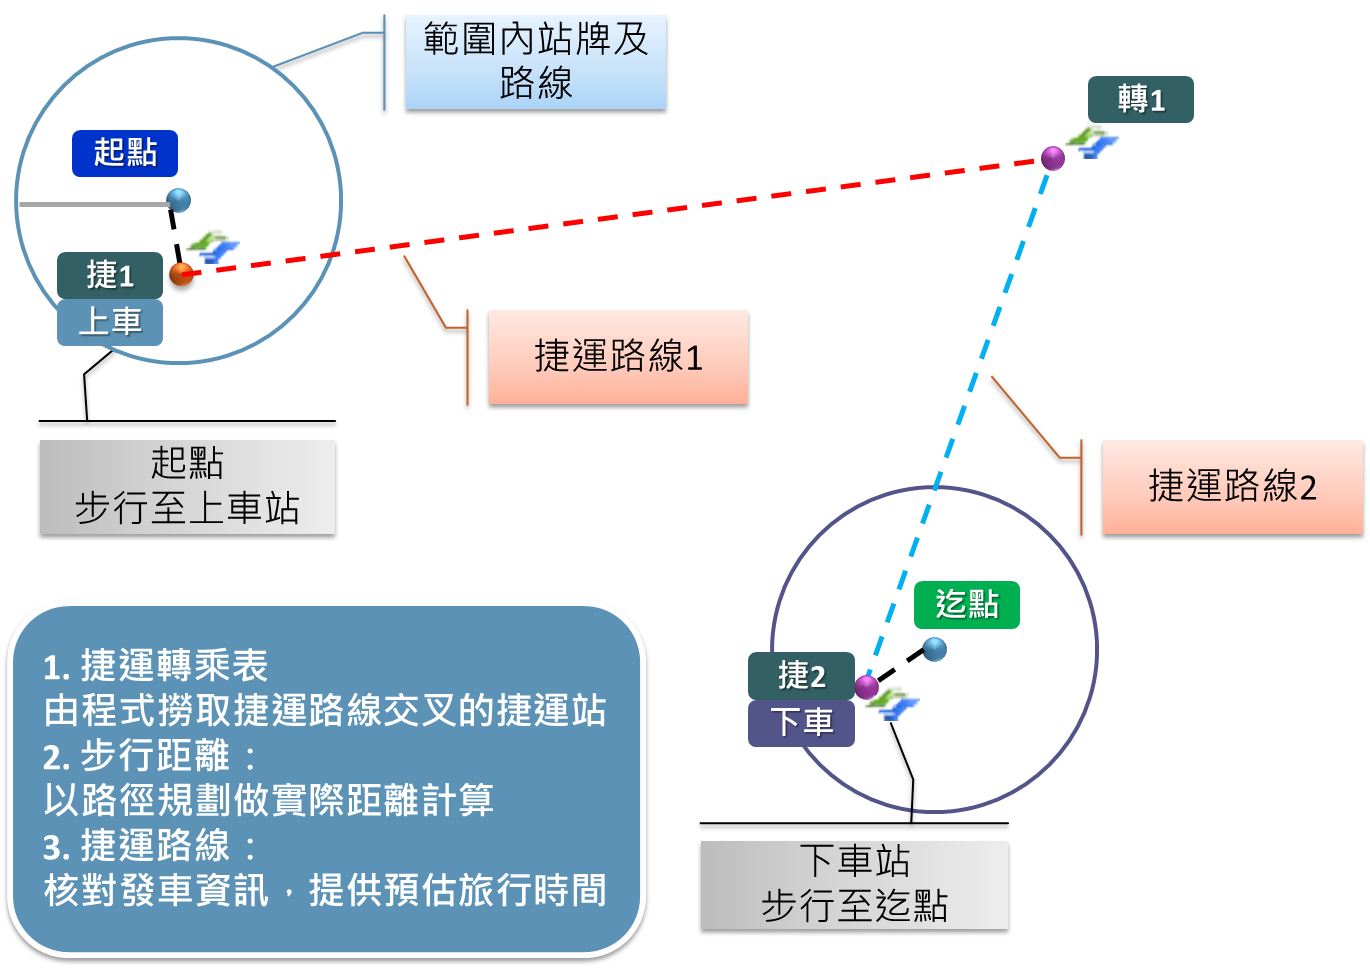 範圍內站牌及
路線
轉1
起點
捷1
上車
捷運路線1
起點
步行至上車站
捷運路線2
迄點
捷2
下車
1. 捷運轉乘表
由程式撈取捷運路線交叉的捷運站
2. 步行距離：
以路徑規劃做實際距離計算
3. 捷運路線：
核對發車資訊，提供預估旅行時間
下車站
步行至迄點